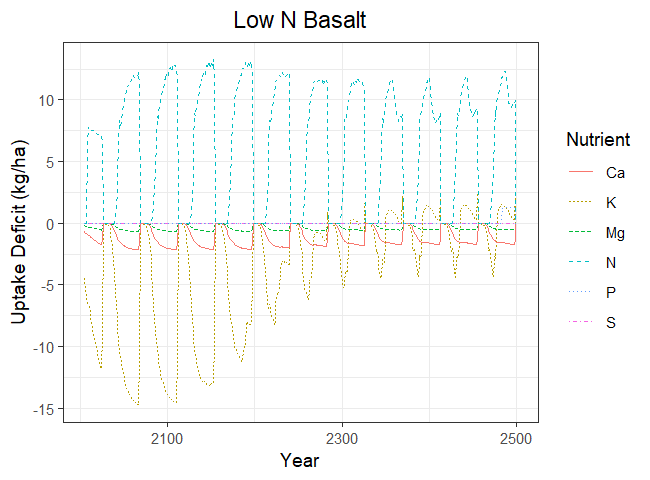 Low N Basalt
Uptake Deficit (kg/ha)
10
5
0
-5
-10
-15
2100
2300
2500
Year
Nutrient
Ca
K
Mg
N
P
S